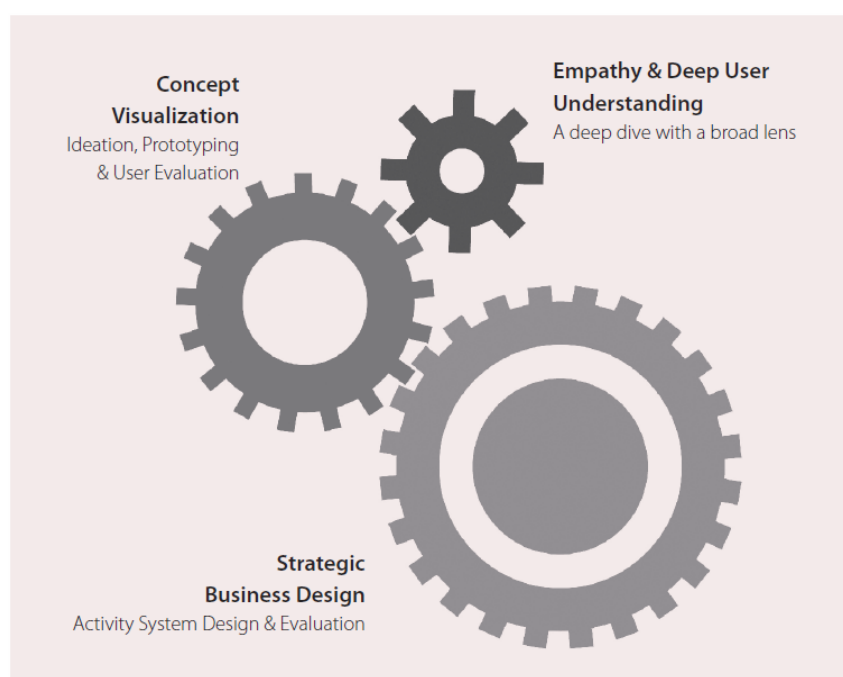 Concept
Visualization
Ideation, Prototyping
& User Evaluation
Empathy & Deep User
Understanding
A deep dive with a broad lens
Strategic
Business Design
Activity System Design & Evaluation